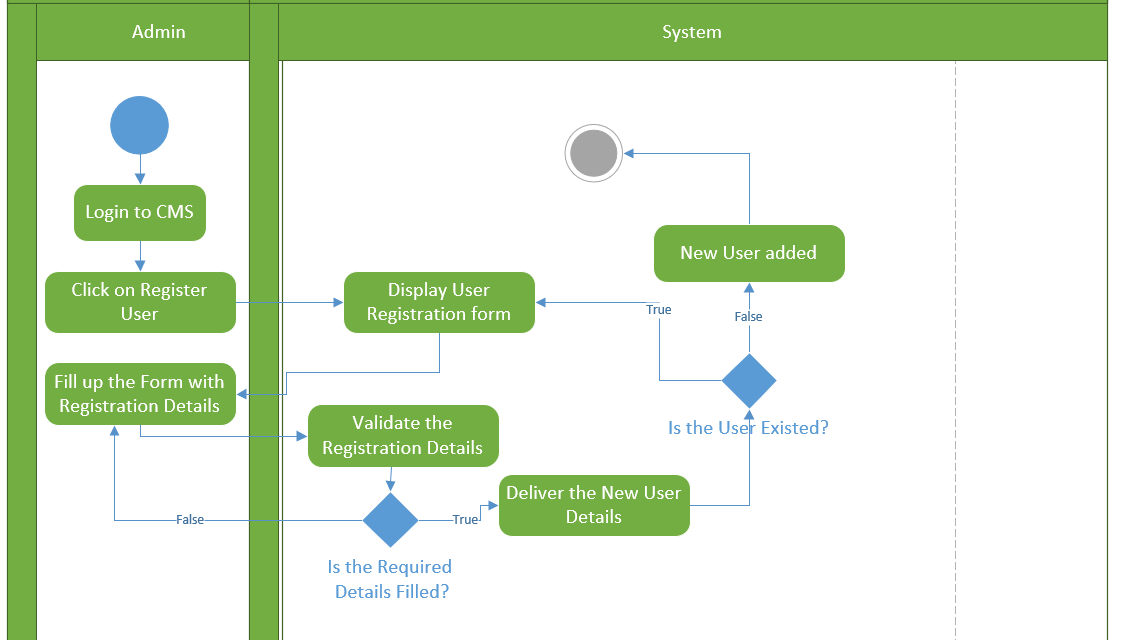 Admin
System
Login to CMS
New User added
Click on Register
User
Display User
Registration form
True
False
Fill up the Form with
Registration Details
Validate the
Registration Details
Is the User Existed?
Deliver the New User
Details
False
True
Is the Required
Details Filled?